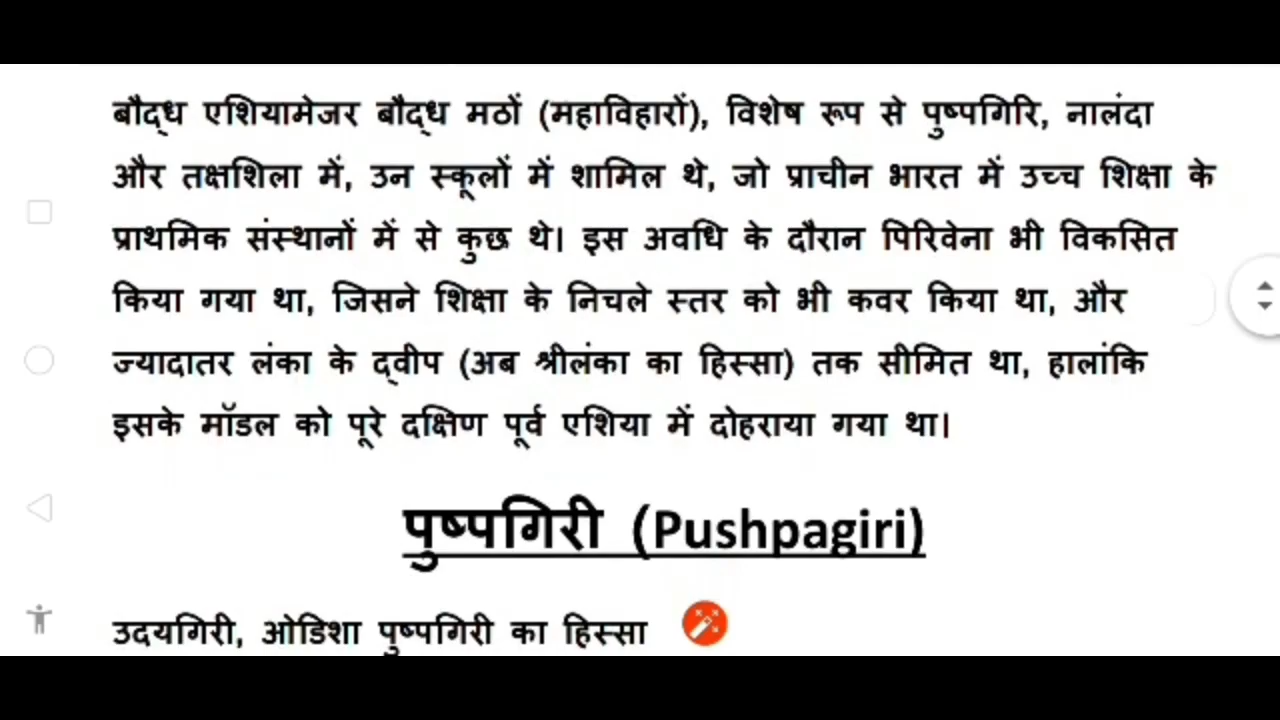 बौद्ध एशियामेजर बौद्ध मठों (महाविहारों), विशेष रूप से पुष्पगिरि, नालंदा
और तक्षशिला में, उन स्कूलों में शामिल थे, जो प्राचीन भारत में उच्च शिक्षा के
प्राथमिक संस्थानों में से कुछ थे। इस अवधि के दौरान पिरिवेना भी विकसित
किया गया था, जिसने शिक्षा के निचले स्तर को भी कवर किया था, और
ज्यादातर लंका के द्वीप (अब श्रीलंका का हिस्सा) तक सीमित था, हालांकि
इसके मॉडल को पूरे दक्षिण पूर्व एशिया में दोहराया गया था।
पुष्पगिरी (Pushpagiri)
उदयगिरी, ओडिशा पुष्पगिरी का हिस्सा